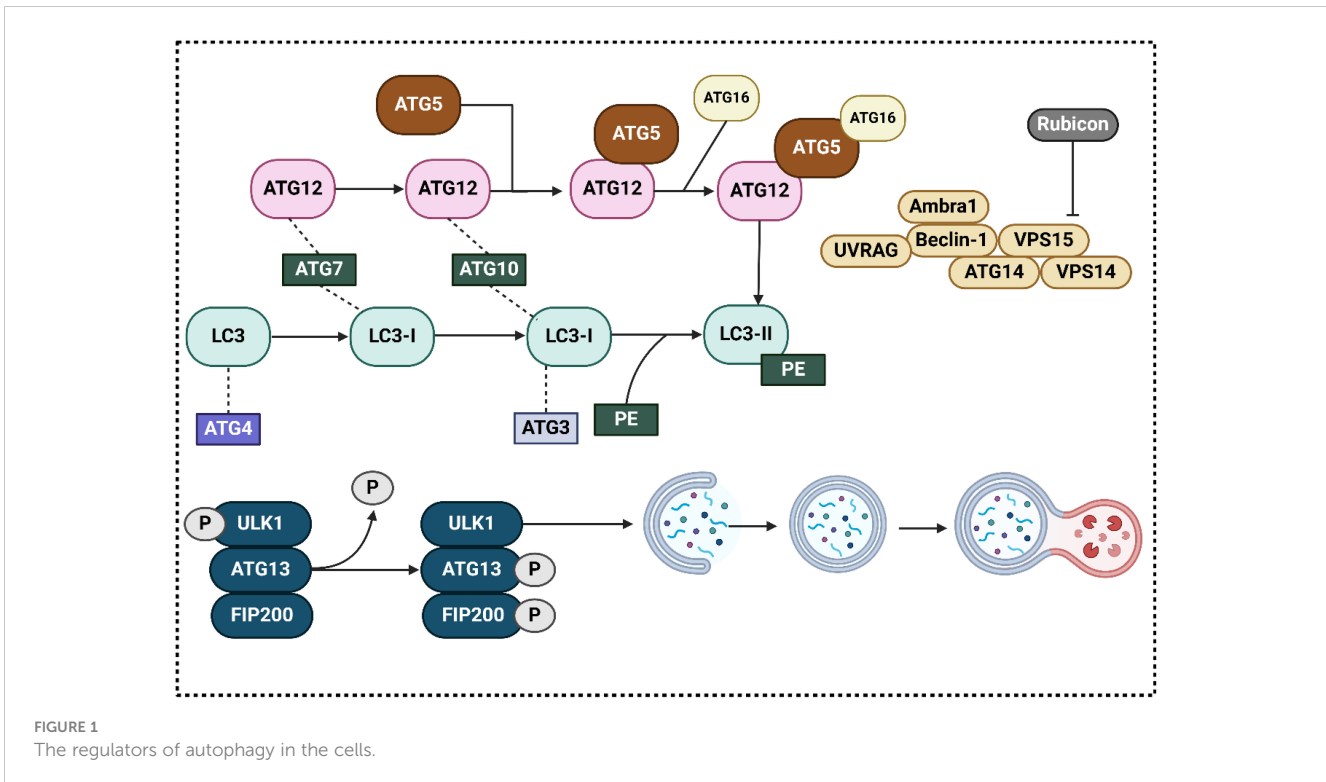 ATG5
ATG16
ATG5
ATG16
ATG5
Rubicon
ATG12
ATG12
ATG12
ATG12
Ambra1
Beclin-1
VPS15
UVRAG
ATG14
VPS14
ATG7
ATG10
LC3
LC3-I
LC3-I
LC3-II
PE
ATG4
ATG3
PE
P
P
ULK1
ULK1
ATG13
ATG13
P
FIP200
FIP200
P
FIGURE 1
The regulators of autophagy in the cells.